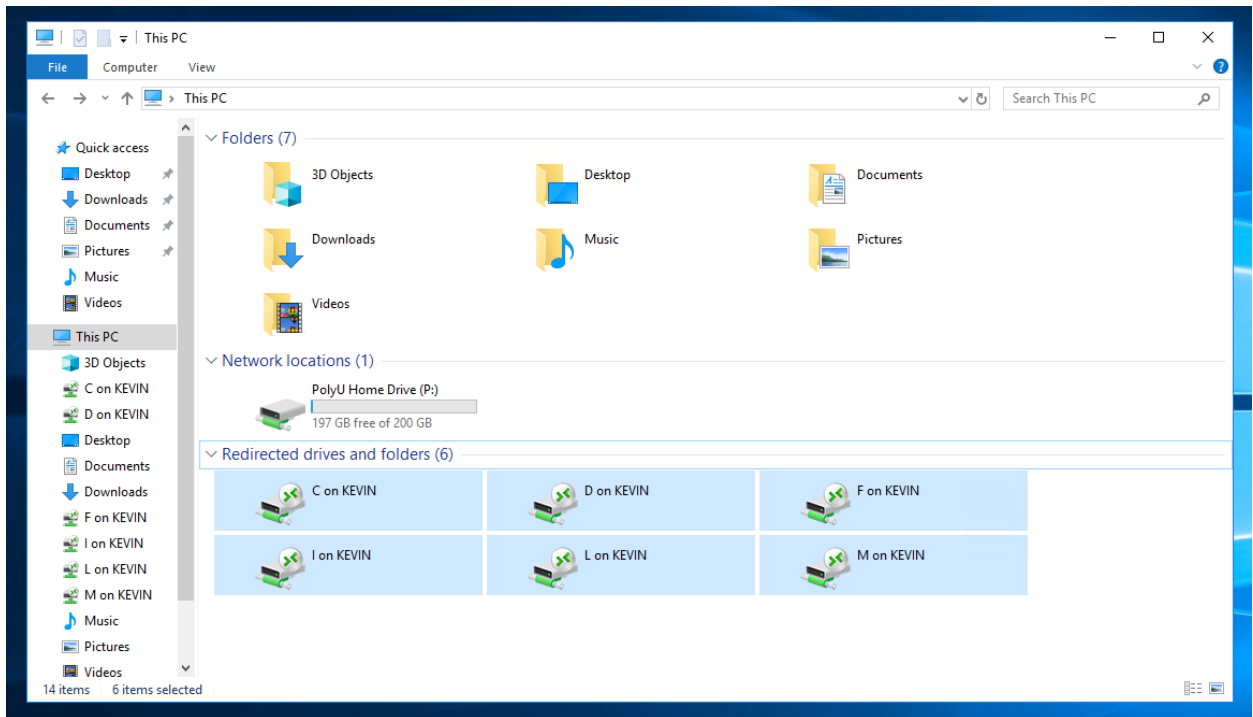 This PC
File Computer View
This PC
Search This PC
Quick access
Desktop
Downloads
Documents
Pictures
Music
Videos
This PC
3D Objects
C on KEVIN
D on KEVIN
Desktop
Documents
Downloads
F on KEVIN
I on KEVIN
L on KEVIN
M on KEVIN
Music
Pictures
Videos
Folders (7)
3D Objects
Desktop
Documents
Downloads
Music
Pictures
Videos
Network locations (1)
PolyU Home Drive (P:)
197 GB free of 200 GB
Redirected drives and folders (6)
C on KEVIN
D on KEVIN
F on KEVIN
I on KEVIN
L on KEVIN
M on KEVIN
14 items 6 items selected